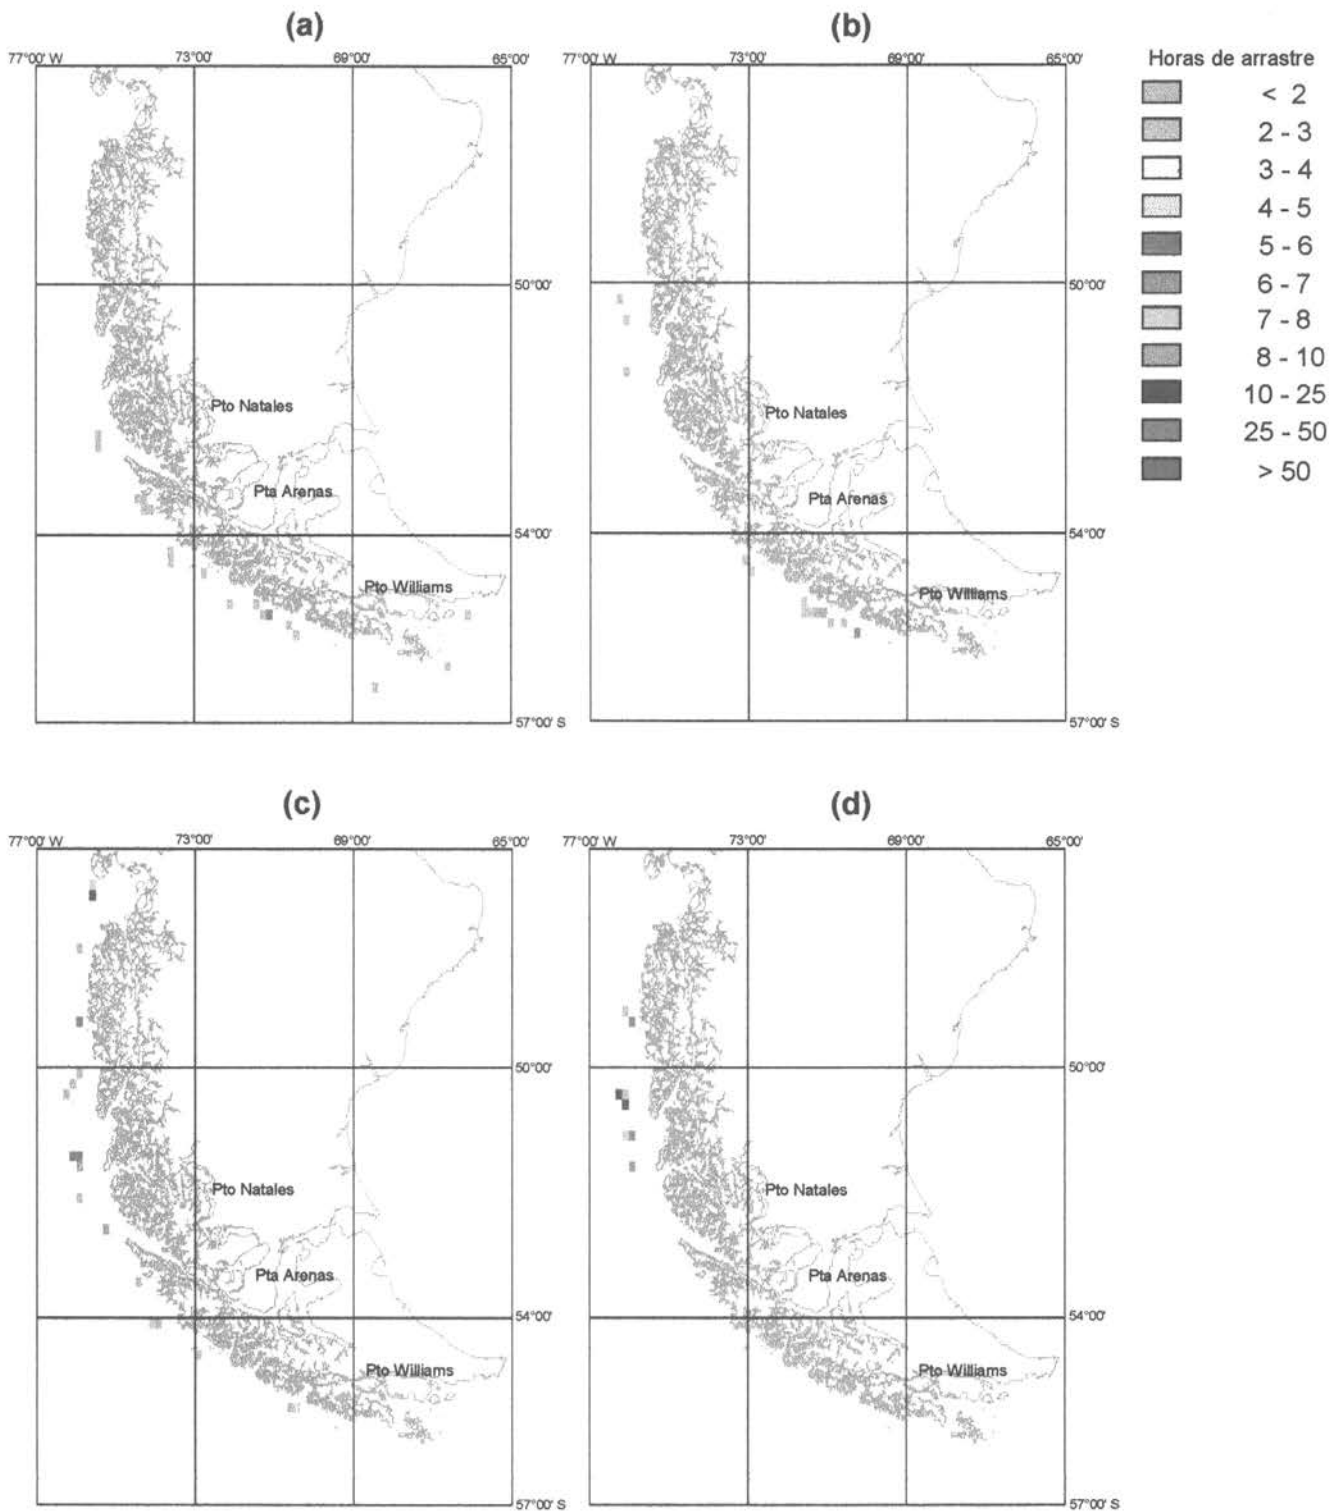 (a)
77°00' W 73°00' 69°00' 65°00'
50°00'
Pto Natales
Pta Arenas
54°00'
Pto Williams
57°00' S
(b)
77°00' W 73°00' 69°00' 65°00'
50°00'
Pto Natales
Pta Arenas
54°00'
Pto Williams
57°00' S
Horas de arrastre
< 2
2 - 3
3 - 4
4 - 5
5 - 6
6 - 7
7 - 8
8 - 10
10 - 25
25 - 50
> 50
(c)
77°00' W 73°00' 69°00' 65°00'
50°00'
Pto Natales
Pta Arenas
54°00'
Pto Williams
57°00' S
(d)
77°00' W 73°00' 69°00' 65°00'
50°00'
Pto Natales
Pta Arenas
54°00'
Pto Williams
57°00' S